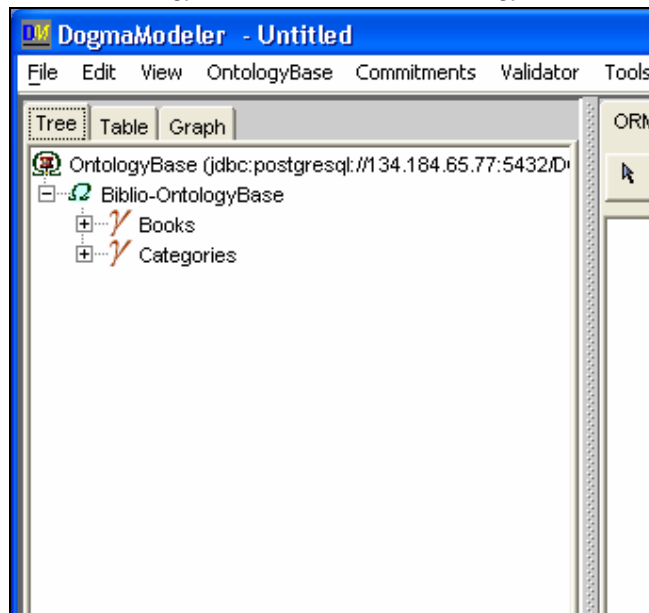 DogmaModeler - Untitled
File Edit View OntologyBase Commitments Validator Tools
Tree Table Graph
ORM
OntologyBase (jdbc:postgresql://134.184.65.77:5432/D
Ω Biblio-OntologyBase
γ Books
γ Categories